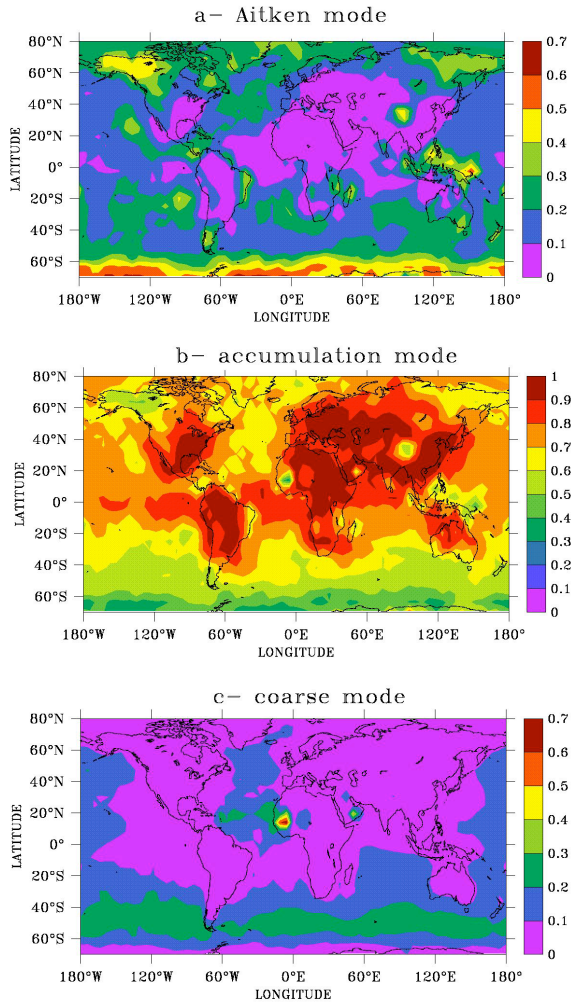 a- Aitken mode
80°N
60°N
40°N
20°N
0°
20°S
40°S
60°S
LATITUDE
180°W 120°W 60°W 0°E 60°E 120°E 180°
LONGITUDE
0.7
0.6
0.5
0.4
0.3
0.2
0.1
0
b- accumulation mode
80°N
60°N
40°N
20°N
0°
20°S
40°S
60°S
LATITUDE
180°W 120°W 60°W 0°E 60°E 120°E 180°
LONGITUDE
1
0.9
0.8
0.7
0.6
0.5
0.4
0.3
0.2
0.1
0
c- coarse mode
80°N
60°N
40°N
20°N
0°
20°S
40°S
60°S
LATITUDE
180°W 120°W 60°W 0°E 60°E 120°E 180°
LONGITUDE
0.7
0.6
0.5
0.4
0.3
0.2
0.1
0